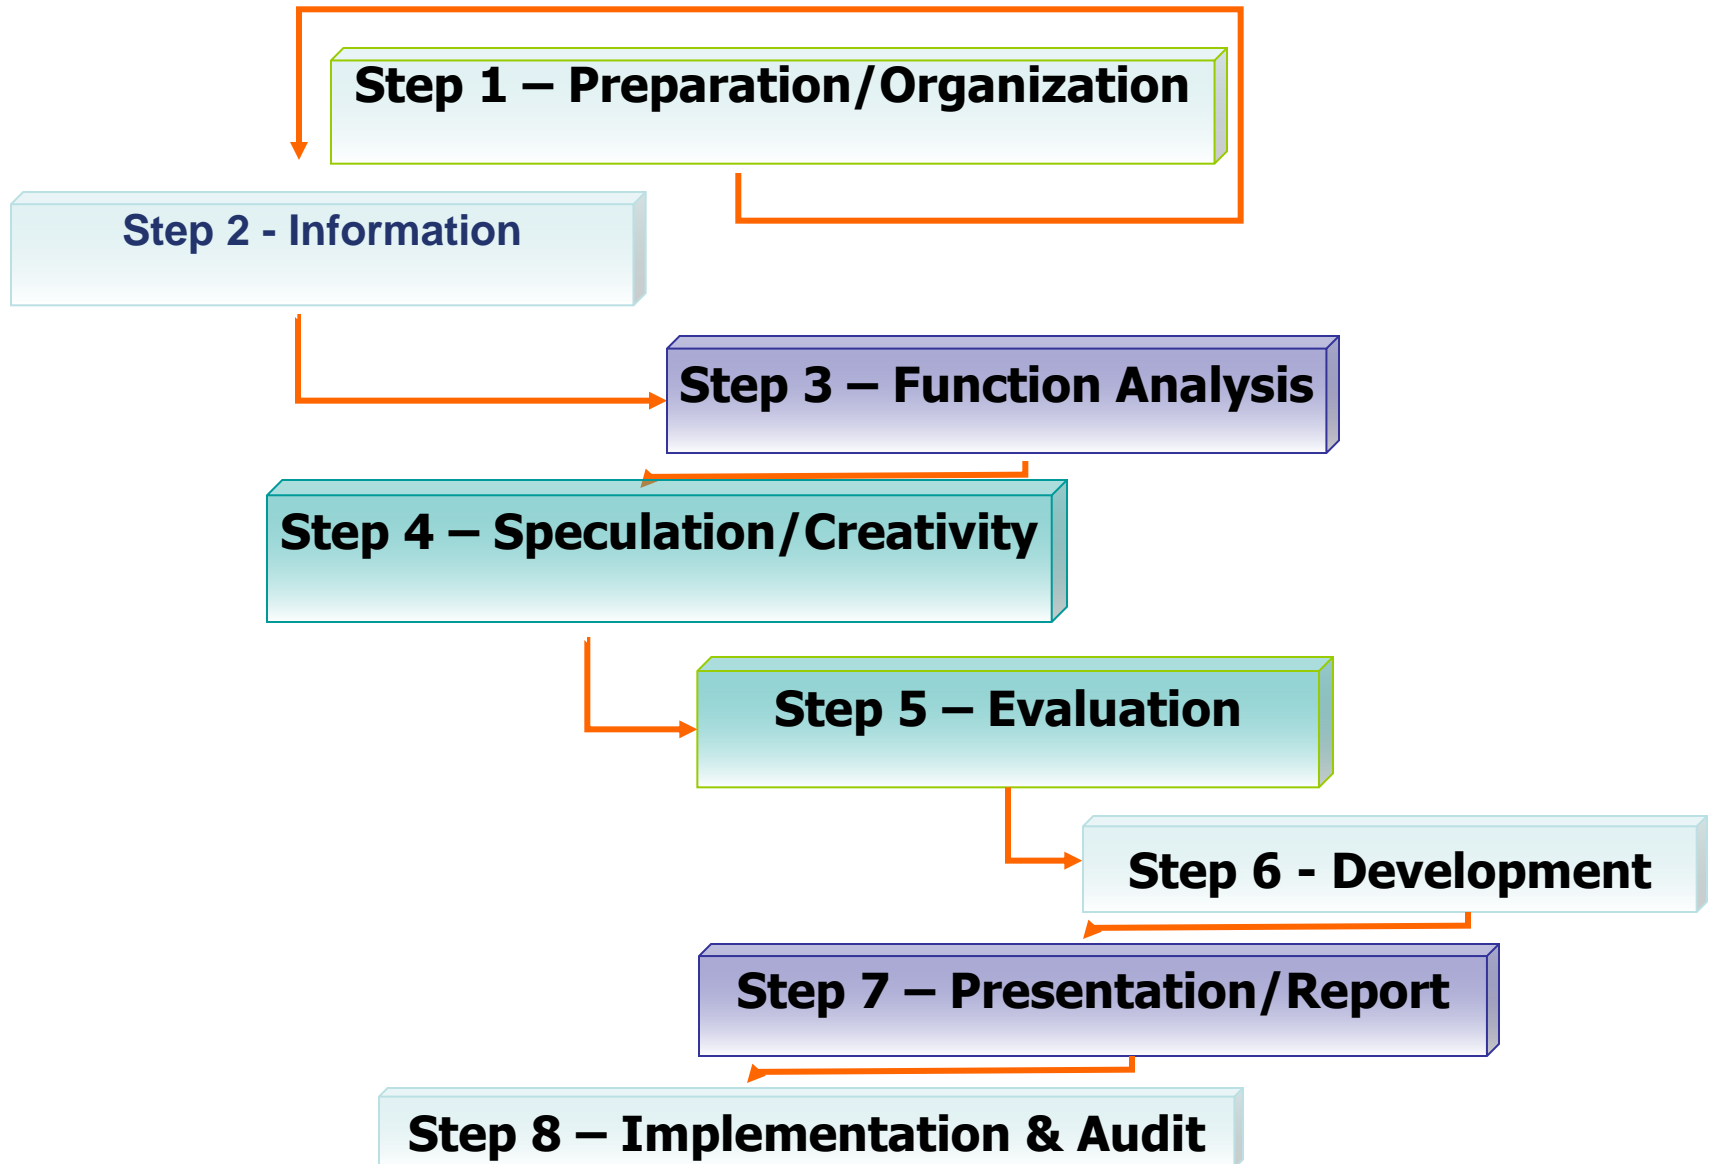 Step 1 – Preparation/Organization
Step 2 - Information
Step 3 – Function Analysis
Step 4 – Speculation/Creativity
Step 5 – Evaluation
Step 6 - Development
Step 7 – Presentation/Report
Step 8 – Implementation & Audit